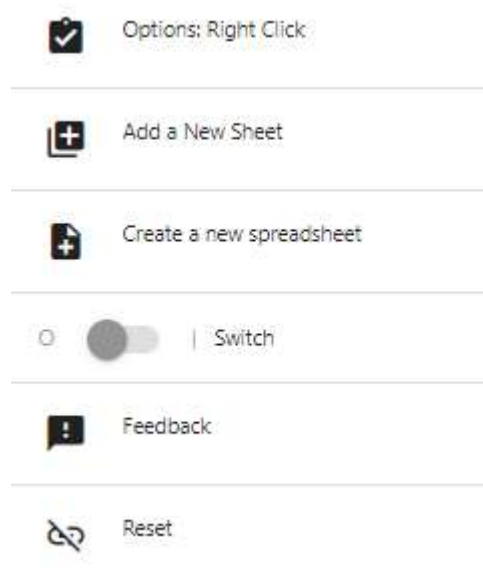 Options: Right Click
Add a New Sheet
Create a new spreadsheet
O | Switch
Feedback
Reset